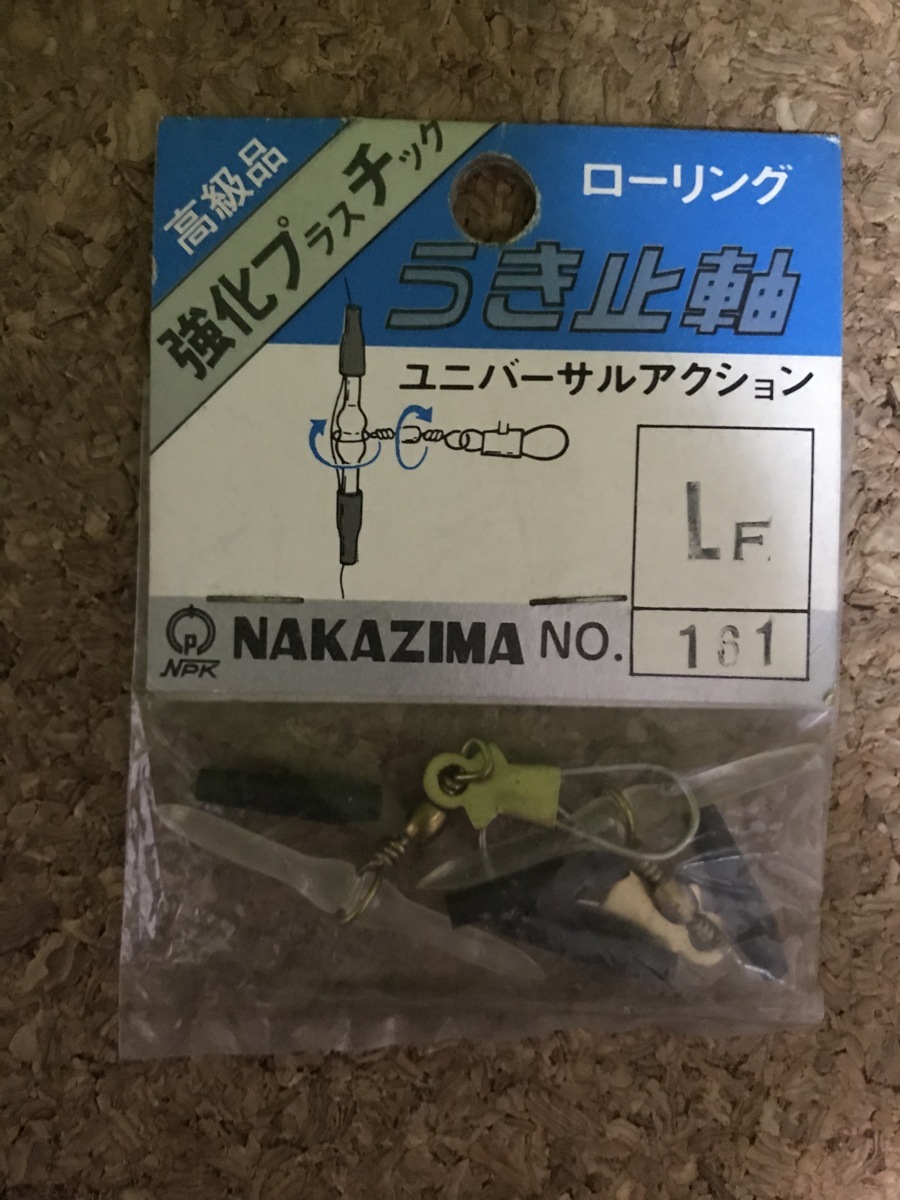 高級品
強化プラスチック
ローリング
うき止軸
ユニバーサルアクション
LF
P
NPK
NAKAZIMA NO.
161